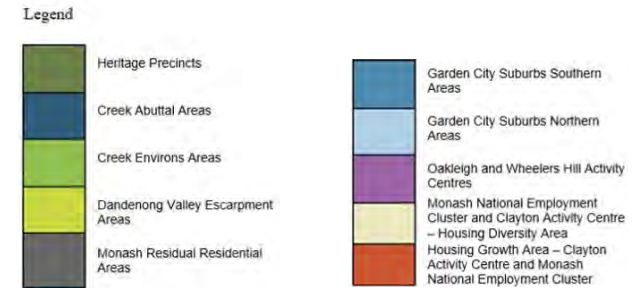 Legend
Heritage Precincts
Creek Abuttal Areas
Creek Environs Areas
Dandenong Valley Escarpment
Areas
Monash Residual Residential
Areas
Garden City Suburbs Southern
Areas
Garden City Suburbs Northern
Areas
Oakleigh and Wheelers Hill Activity
Centres
Monash National Employment
Cluster and Clayton Activity Centre
– Housing Diversity Area
Housing Growth Area – Clayton
Activity Centre and Monash
National Employment Cluster